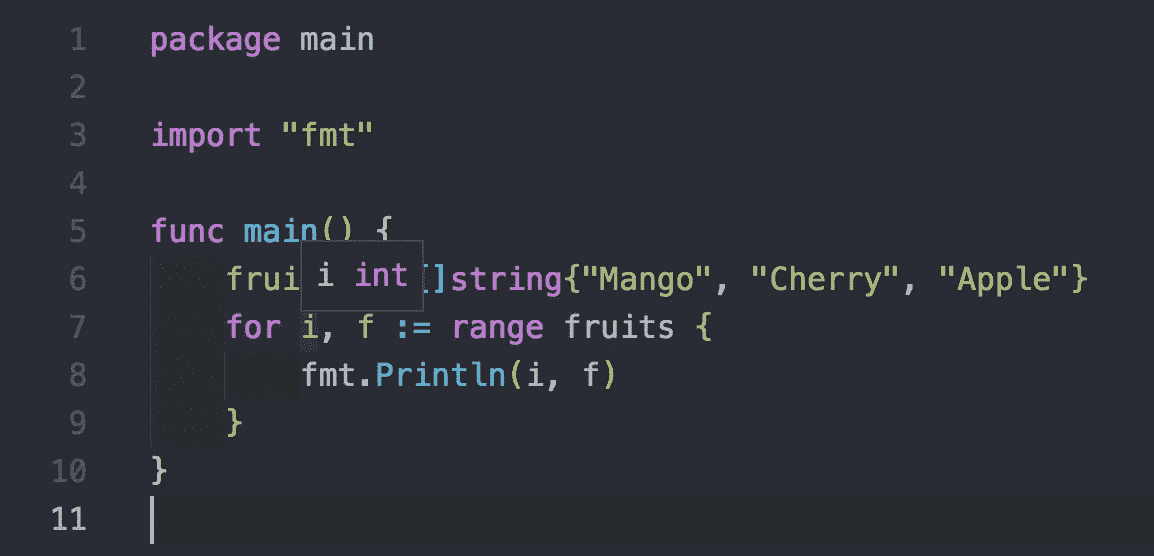 1 package main
2
3 import "fmt"
4
5 func main() {
i int
6 frui []string{"Mango", "Cherry", "Apple"}
7 for i, f := range fruits {
8 fmt.Println(i, f)
9 }
10 }
11